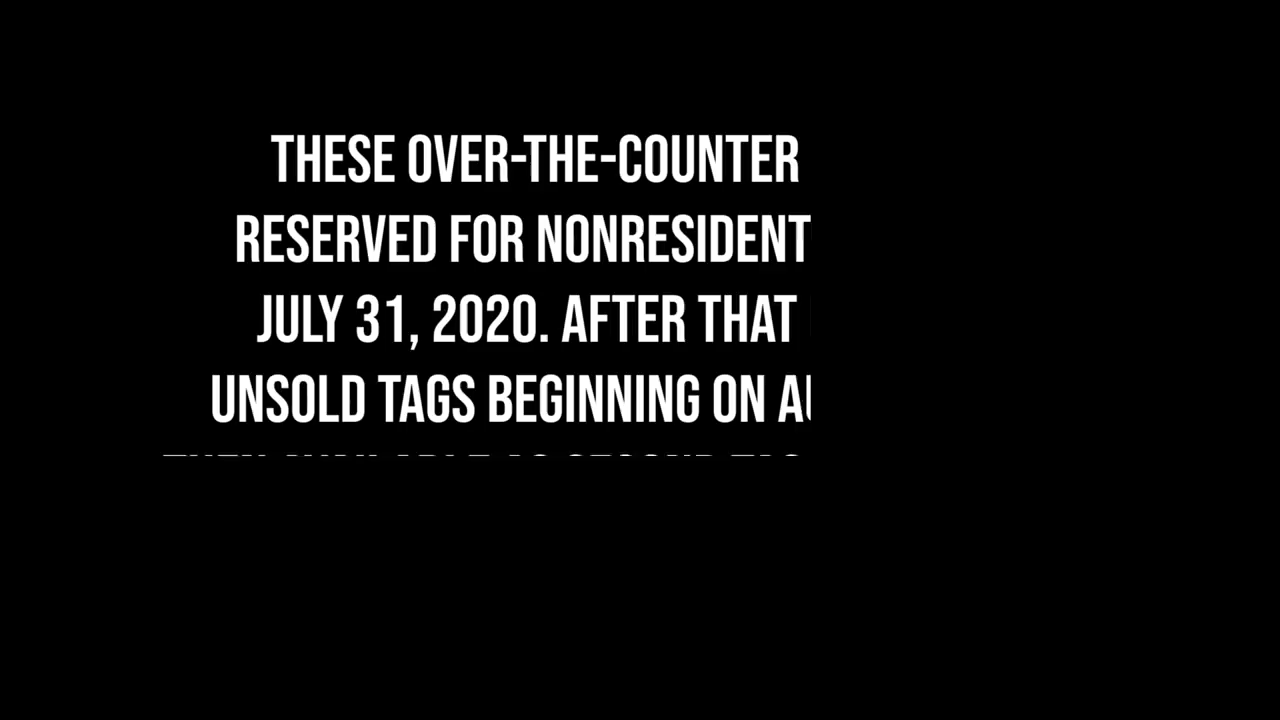 THESE OVER-THE-COUNTER
RESERVED FOR NONRESIDENT
JULY 31, 2020. AFTER THAT
UNSOLD TAGS BEGINNING ON